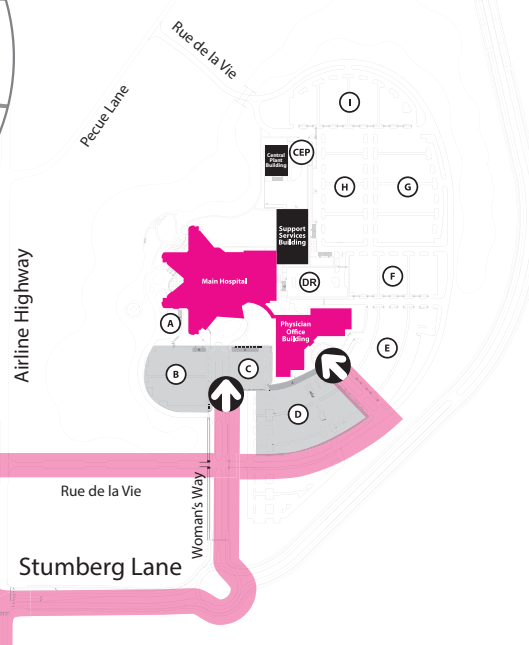 Rue de la Vie
Pecue Lane
I
Central
Plant
Building
CEP
H
G
Support
Services
Building
Main Hospital
DR
F
Airline Highway
A
Physician
Office
Building
E
B
C
D
Rue de la Vie
Woman's Way
Stumberg Lane